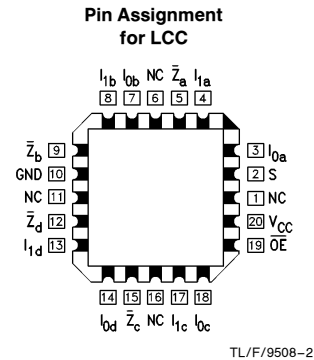 Pin Assignment
for LCC
I1b I0b NC Z̅a I1a
8 7 6 5 4
Z̅b 9
GND 10
NC 11
Z̅d 12
I1d 13
3 I0a
2 S
1 NC
20 VCC
19 O̅E̅
14 15 16 17 18
I0d Z̅c NC I1c I0c
TL/F/9508–2